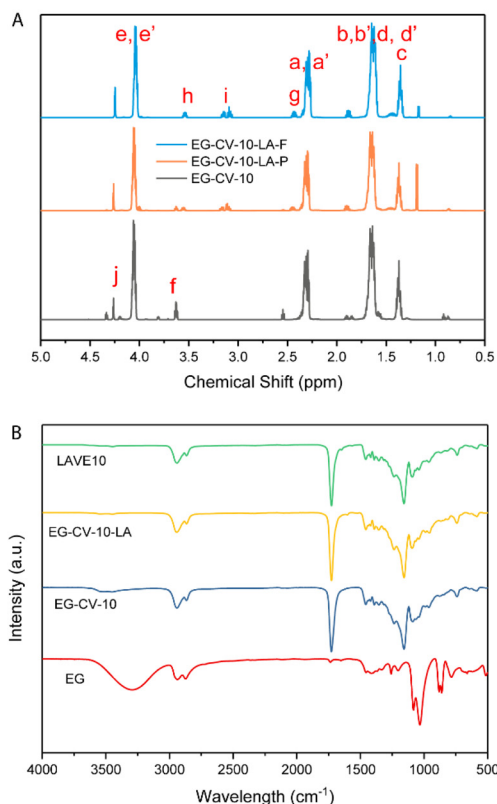 A
e, e' b,b' d, d'
a, a' c
h i g
EG-CV-10-LA-F
EG-CV-10-LA-P
EG-CV-10
j f
5.0 4.5 4.0 3.5 3.0 2.5 2.0 1.5 1.0 0.5
Chemical Shift (ppm)
B
LAVE10
EG-CV-10-LA
EG-CV-10
EG
Intensity (a.u.)
4000 3500 3000 2500 2000 1500 1000 500
Wavelength (cm⁻¹)